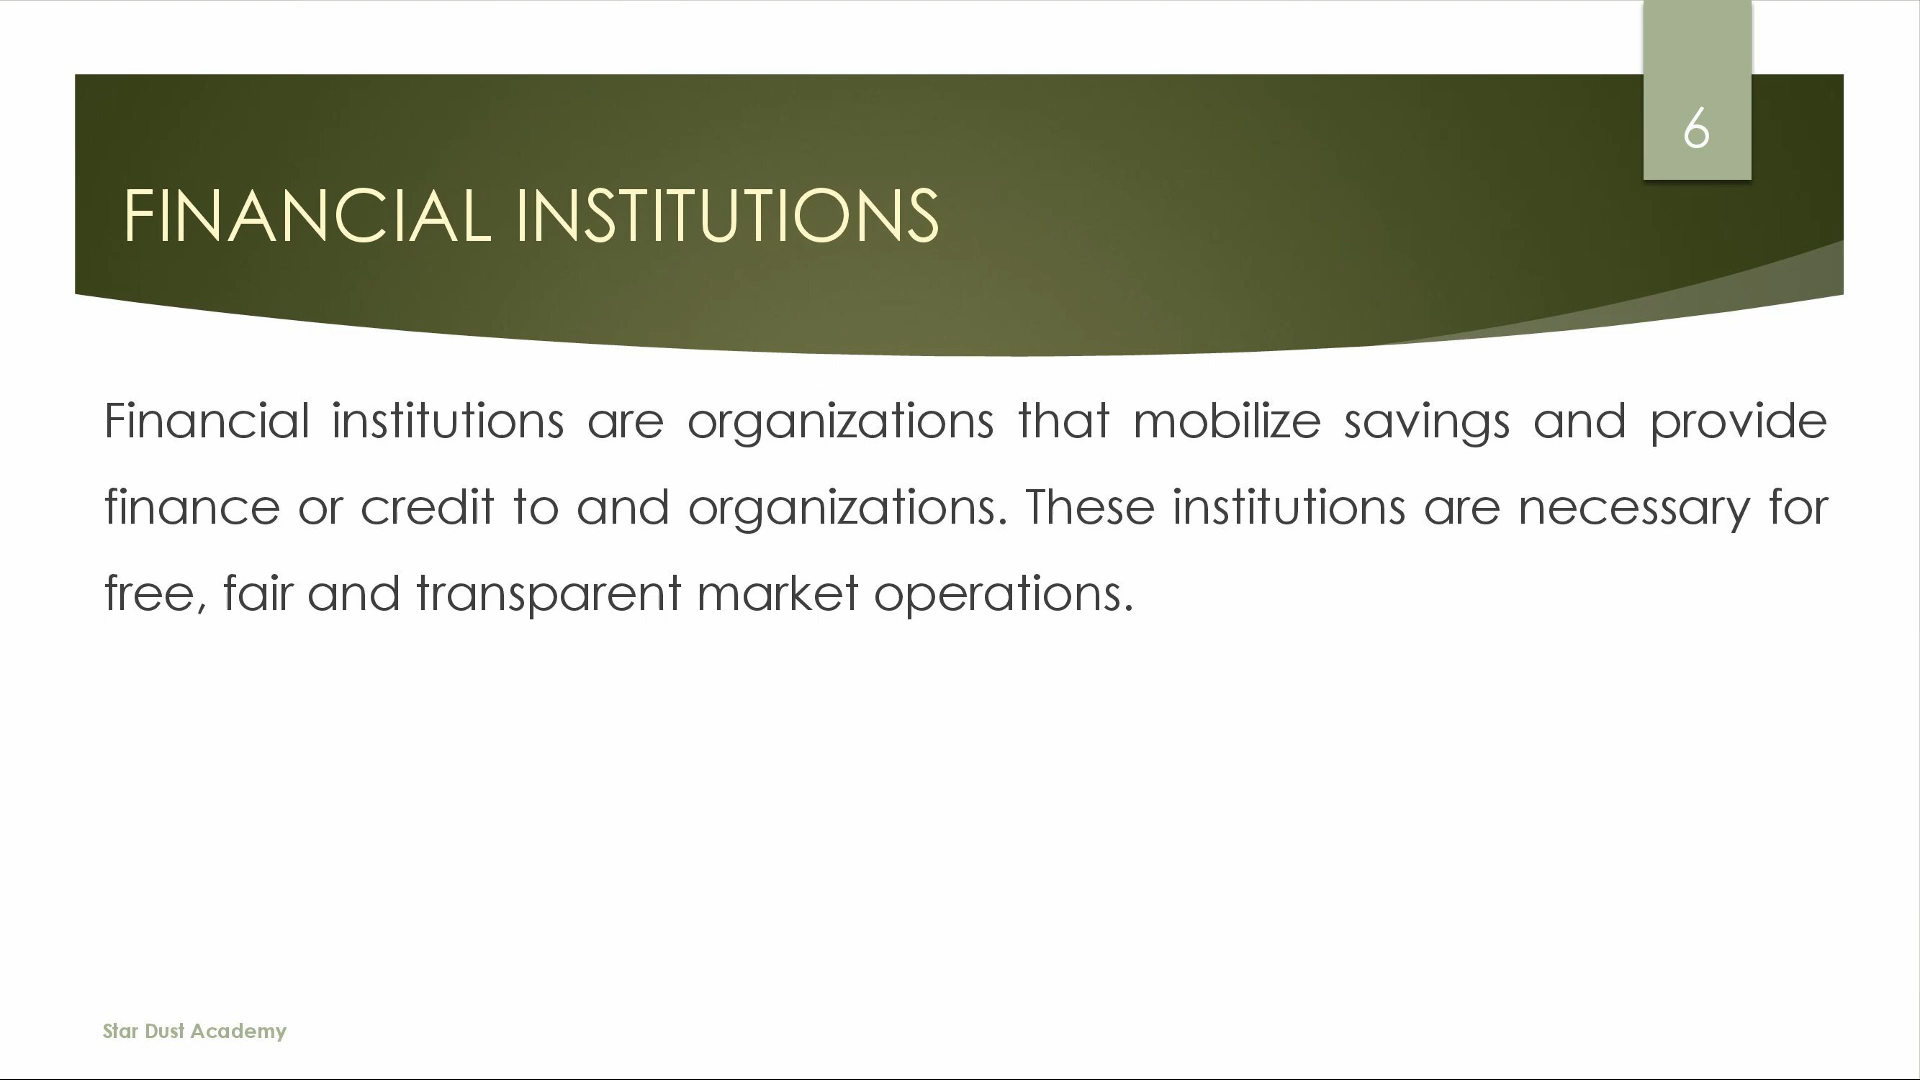 6
FINANCIAL INSTITUTIONS
Financial institutions are organizations that mobilize savings and provide
finance or credit to and organizations. These institutions are necessary for
free, fair and transparent market operations.
Star Dust Academy